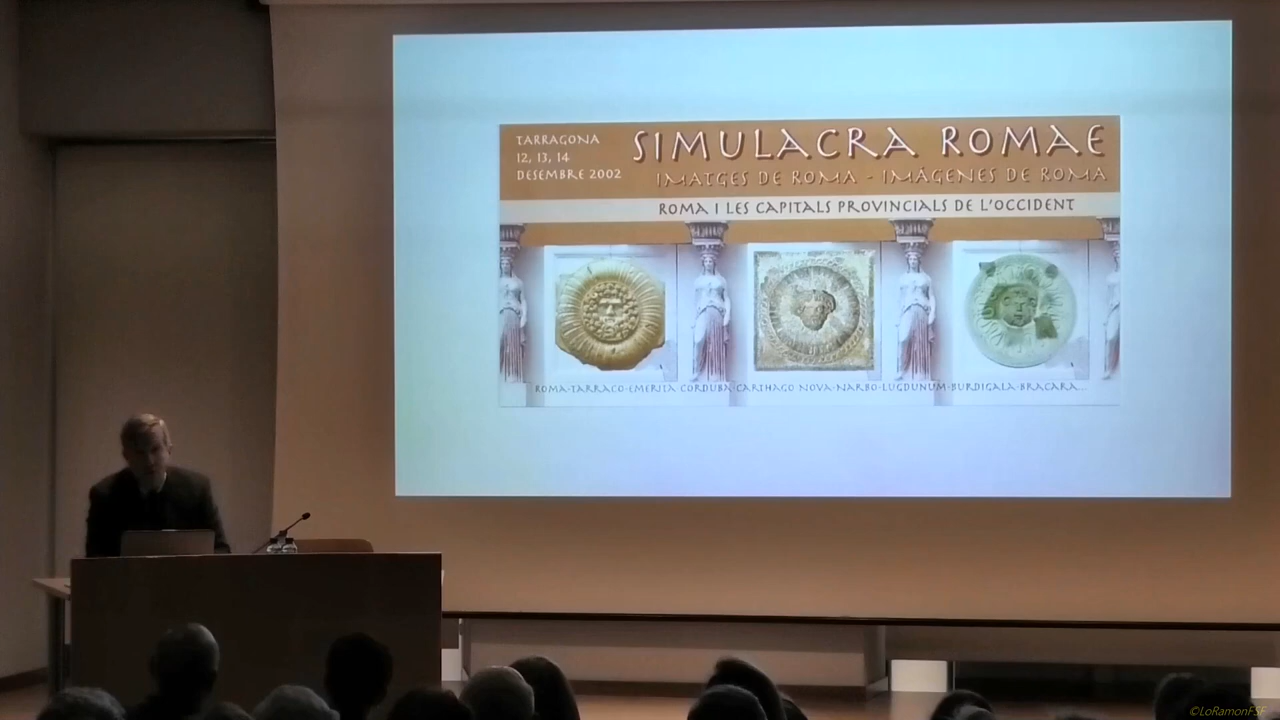 TARRAGONA
12, 13, 14
DESEMBRE 2002
SIMULACRA ROMAE
IMATGES DE ROMA - IMÁGENES DE ROMA
ROMA I LES CAPITALS PROVINCIALS DE L'OCCIDENT
ROMA-TARRACO-EMERITA CORDUBA-CARTHAGO NOVA-NARBO-LUGDUNUM-BURDIGALA-BRACARA...
©LoRamonFSF